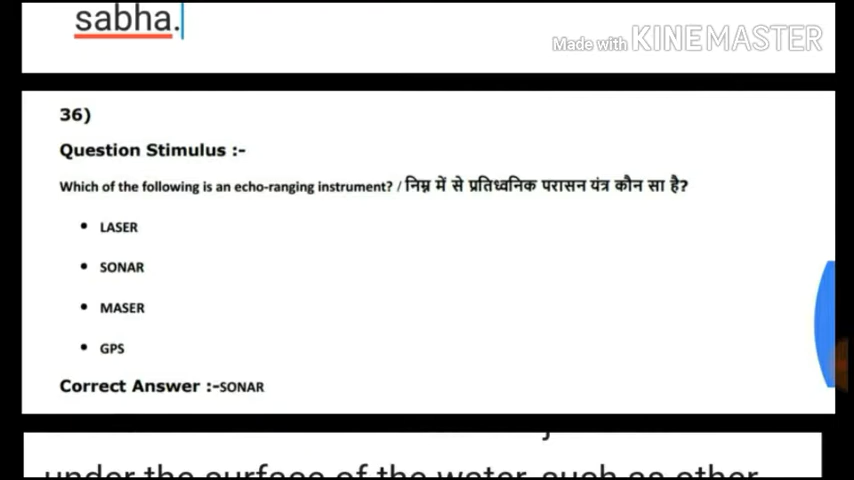 sabha.
Made with KINEMASTER
36)
Question Stimulus :-
Which of the following is an echo-ranging instrument? / निम्न में से प्रतिध्वनिक परासन यंत्र कौन सा है?
• LASER
• SONAR
• MASER
• GPS
Correct Answer :-SONAR
under the surface of the water, such as other